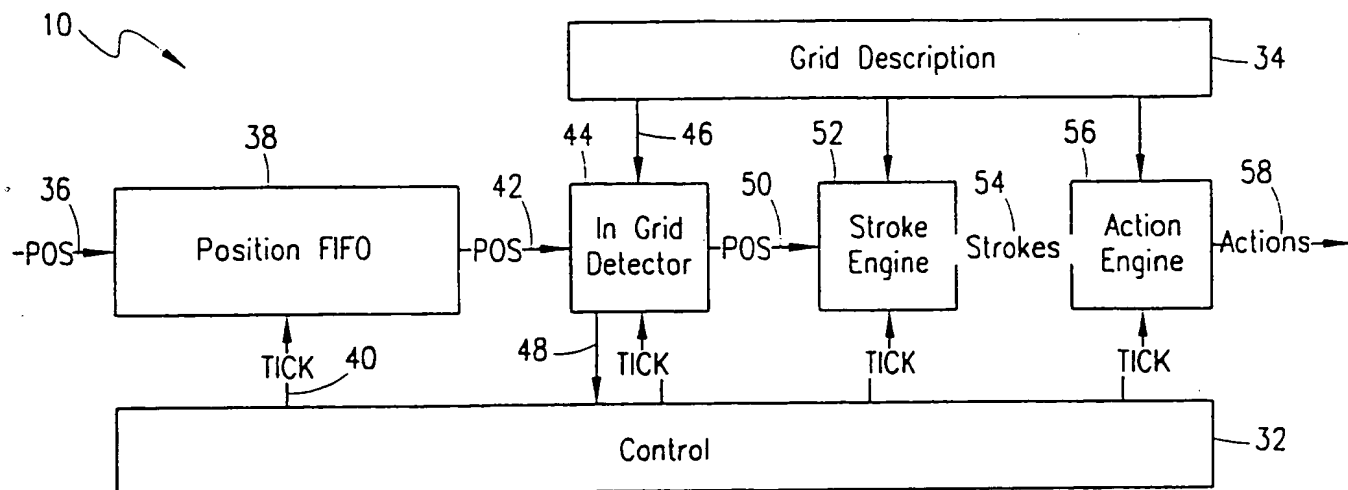 10
Grid Description
34
38
44
46
52
56
36
42
50
54
58
-POS
Position FIFO
POS
In Grid
Detector
POS
Stroke
Engine
Strokes
Action
Engine
Actions
TICK
40
48
TICK
TICK
TICK
Control
32